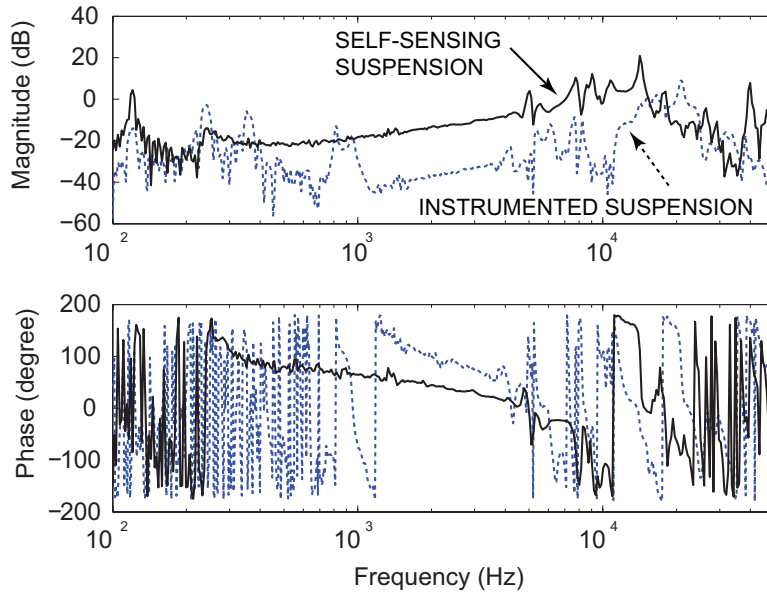 40
20
0
−20
−40
−60
Magnitude (dB)
SELF-SENSING
SUSPENSION
INSTRUMENTED SUSPENSION
10^2
10^3
10^4
200
100
0
−100
−200
Phase (degree)
10^2
10^3
10^4
Frequency (Hz)